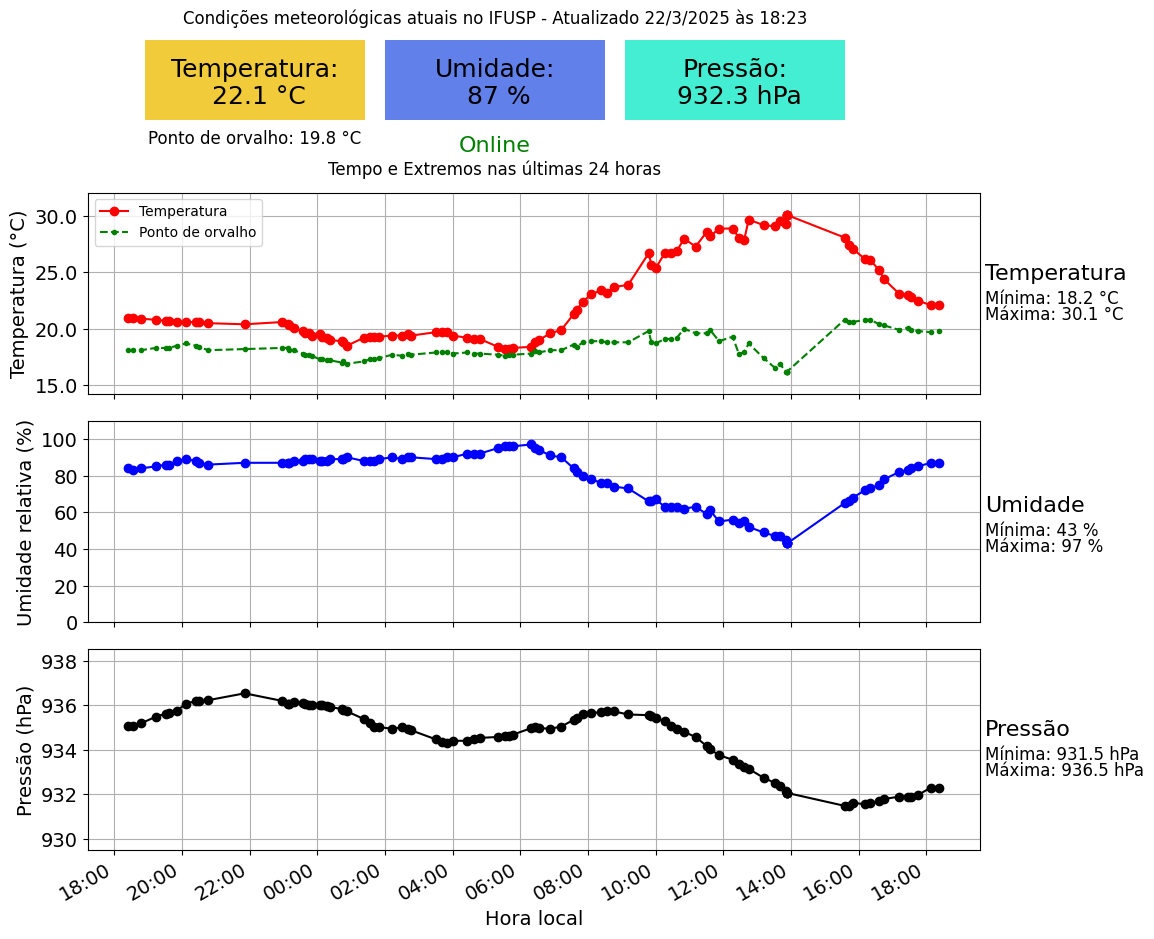 Condições meteorológicas atuais no IFUSP - Atualizado 22/3/2025 às 18:23
Temperatura:
22.1 °C
Umidade:
87 %
Pressão:
932.3 hPa
Ponto de orvalho: 19.8 °C
Online
Tempo e Extremos nas últimas 24 horas
Temperatura (°C)
30.0
25.0
20.0
15.0
Temperatura
Ponto de orvalho
Temperatura
Mínima: 18.2 °C
Máxima: 30.1 °C
Umidade relativa (%)
100
80
60
40
20
0
Umidade
Mínima: 43 %
Máxima: 97 %
Pressão (hPa)
938
936
934
932
930
Pressão
Mínima: 931.5 hPa
Máxima: 936.5 hPa
18:00
20:00
22:00
00:00
02:00
04:00
06:00
08:00
10:00
12:00
14:00
16:00
18:00
Hora local